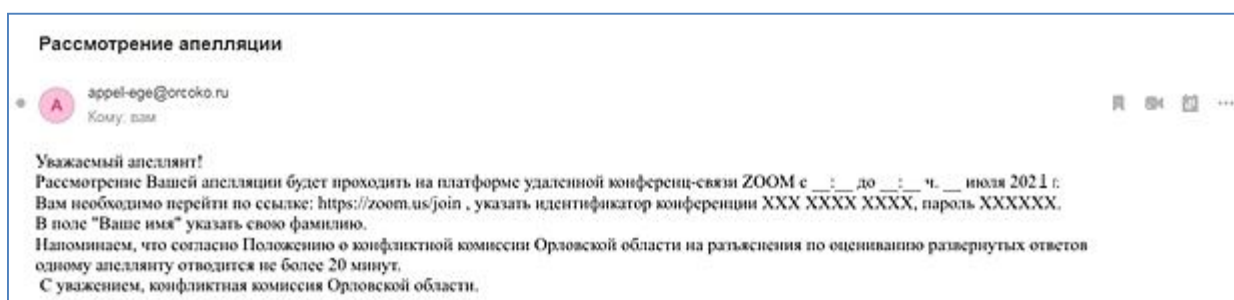 Рассмотрение апелляции
А
appel-ege@orcoko.ru
Кому: вам
Уважаемый апеллянт!
Рассмотрение Вашей апелляции будет проходить на платформе удаленной конференц-связи ZOOM с __:__ до __:__ ч. __ июля 2021 г.
Вам необходимо перейти по ссылке: https://zoom.us/join , указать идентификатор конференции XXX XXXX XXXX, пароль XXXXXX.
В поле "Ваше имя" указать свою фамилию.
Напоминаем, что согласно Положению о конфликтной комиссии Орловской области на разъяснения по оцениванию развернутых ответов
одному апеллянту отводится не более 20 минут.
С уважением, конфликтная комиссия Орловской области.